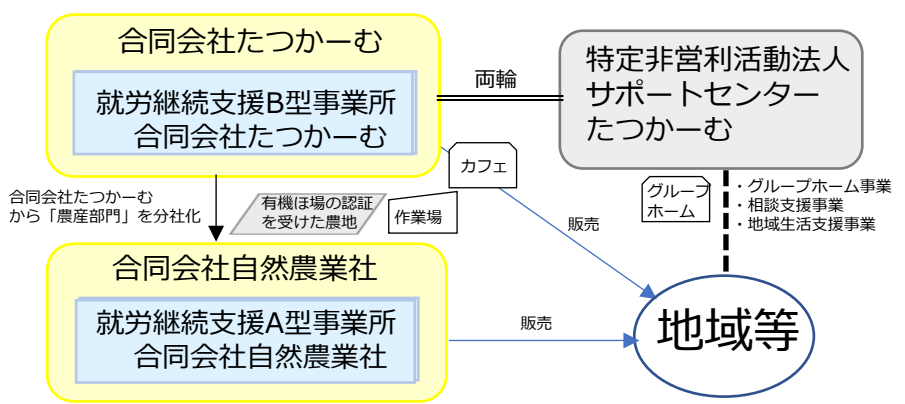 合同会社たつかーむ
就労継続支援B型事業所
合同会社たつかーむ
両輪
特定非営利活動法人
サポートセンター
たつかーむ
カフェ
合同会社たつかーむ
から「農産部門」を分社化
有機ほ場の認証
を受けた農地
作業場
販売
グループ
ホーム
・グループホーム事業
・相談支援事業
・地域生活支援事業
合同会社自然農業社
就労継続支援A型事業所
合同会社自然農業社
販売
地域等